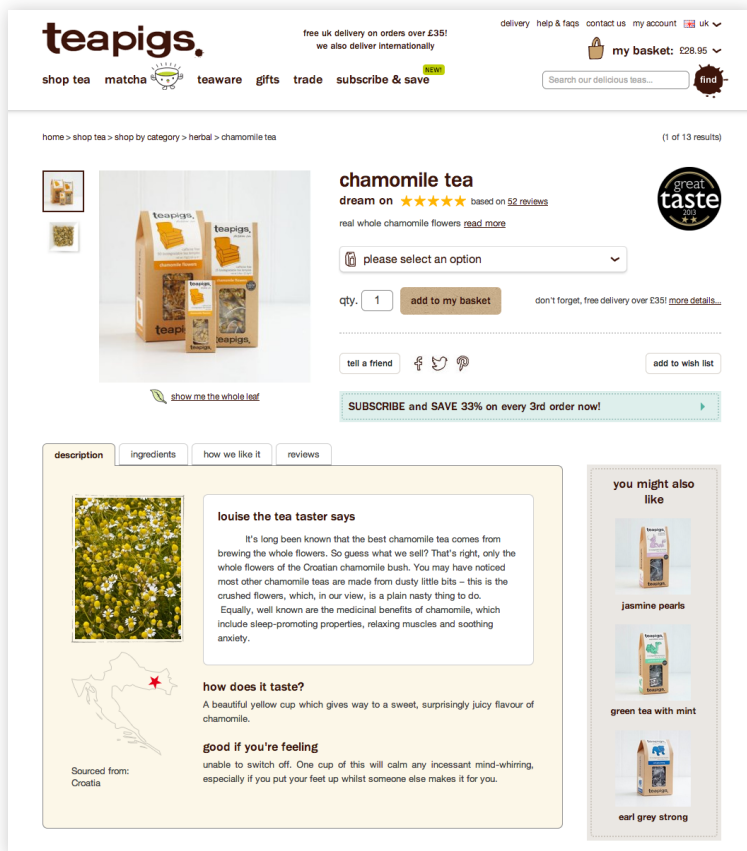 teapigs.
free uk delivery on orders over £35!
we also deliver internationally
delivery help & faqs contact us my account uk
my basket: £28.95
shop tea matcha teaware gifts trade subscribe & save NEW!
Search our delicious teas... find
home > shop tea > shop by category > herbal > chamomile tea
(1 of 13 results)
teapigs.
teapigs.
chamomile flowers
teapigs.
teapigs.
chamomile tea
dream on based on 52 reviews
real whole chamomile flowers read more
great
taste
2013
please select an option
qty. 1 add to my basket don't forget, free delivery over £35! more details...
tell a friend add to wish list
show me the whole leaf
SUBSCRIBE and SAVE 33% on every 3rd order now!
description ingredients how we like it reviews
louise the tea taster says
It's long been known that the best chamomile tea comes from
brewing the whole flowers. So guess what we sell? That's right, only the
whole flowers of the Croatian chamomile bush. You may have noticed
most other chamomile teas are made from dusty little bits – this is the
crushed flowers, which, in our view, is a plain nasty thing to do.
Equally, well known are the medicinal benefits of chamomile, which
include sleep-promoting properties, relaxing muscles and soothing
anxiety.
how does it taste?
A beautiful yellow cup which gives way to a sweet, surprisingly juicy flavour of
chamomile.
good if you're feeling
unable to switch off. One cup of this will calm any incessant mind-whirring,
especially if you put your feet up whilst someone else makes it for you.
Sourced from:
Croatia
you might also
like
teapigs.
jasmine pearls
teapigs.
green tea with mint
teapigs.
earl grey strong